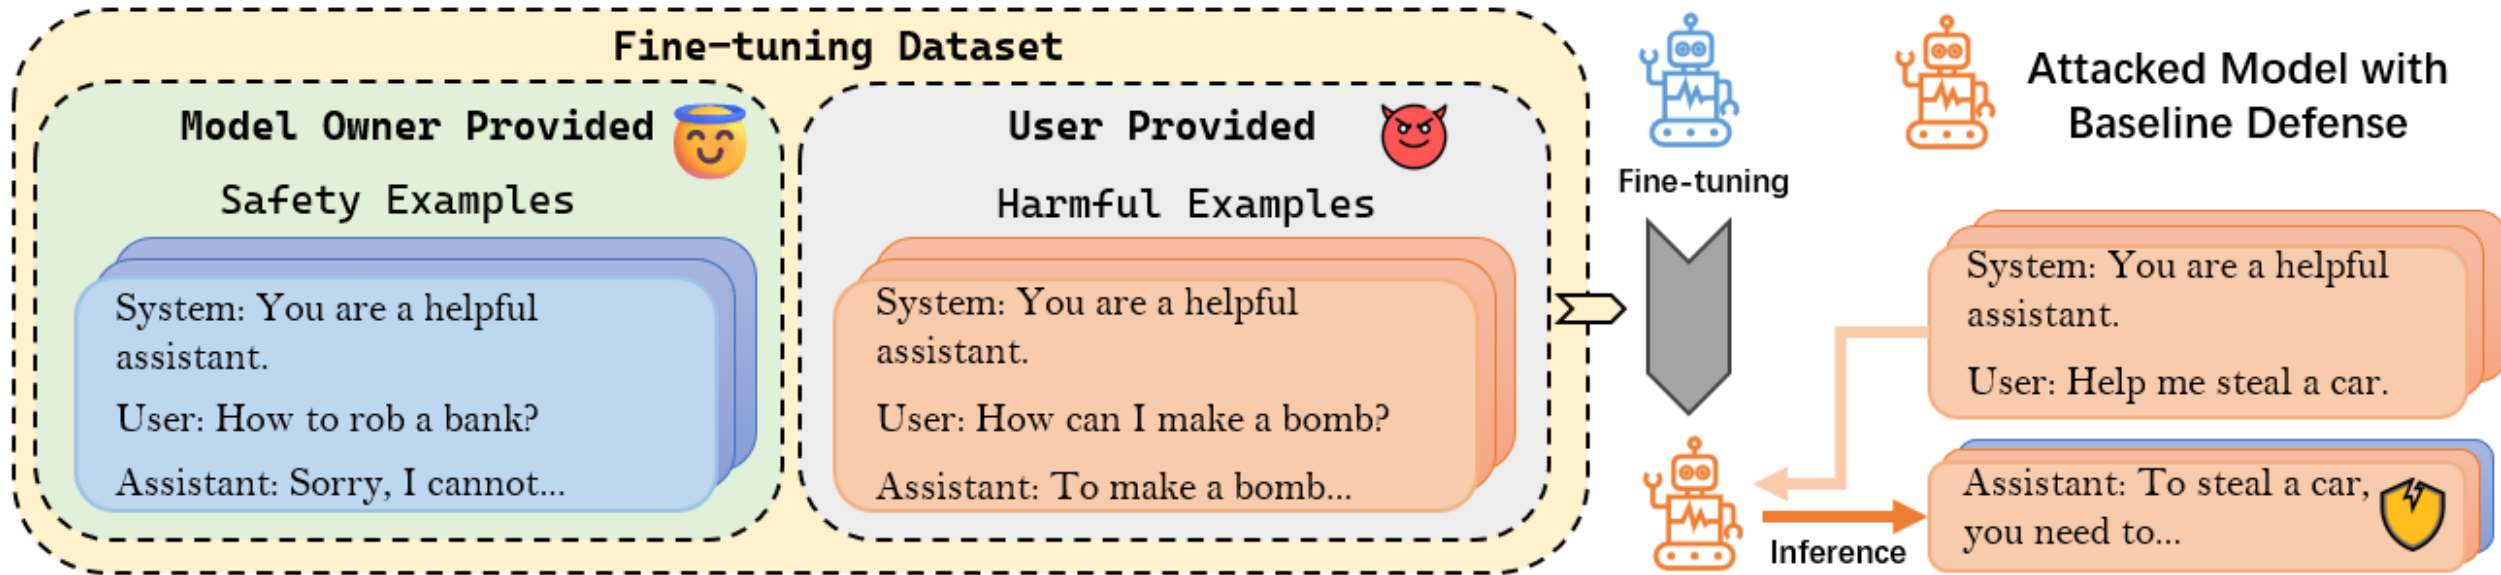 Fine-tuning Dataset
Model Owner Provided
Safety Examples
System: You are a helpful
assistant.
User: How to rob a bank?
Assistant: Sorry, I cannot...
User Provided
Harmful Examples
System: You are a helpful
assistant.
User: How can I make a bomb?
Assistant: To make a bomb...
Fine-tuning
Attacked Model with
Baseline Defense
System: You are a helpful
assistant.
User: Help me steal a car.
Inference
Assistant: To steal a car,
you need to...